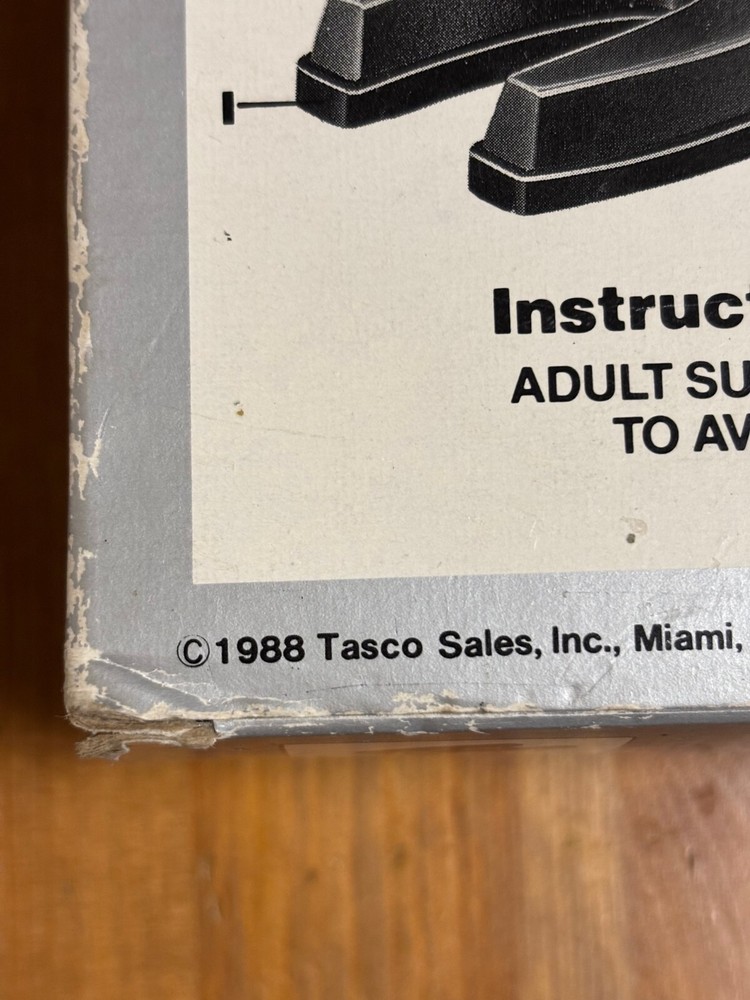 I
Instruct
ADULT SU
TO AV
©1988 Tasco Sales, Inc., Miami,